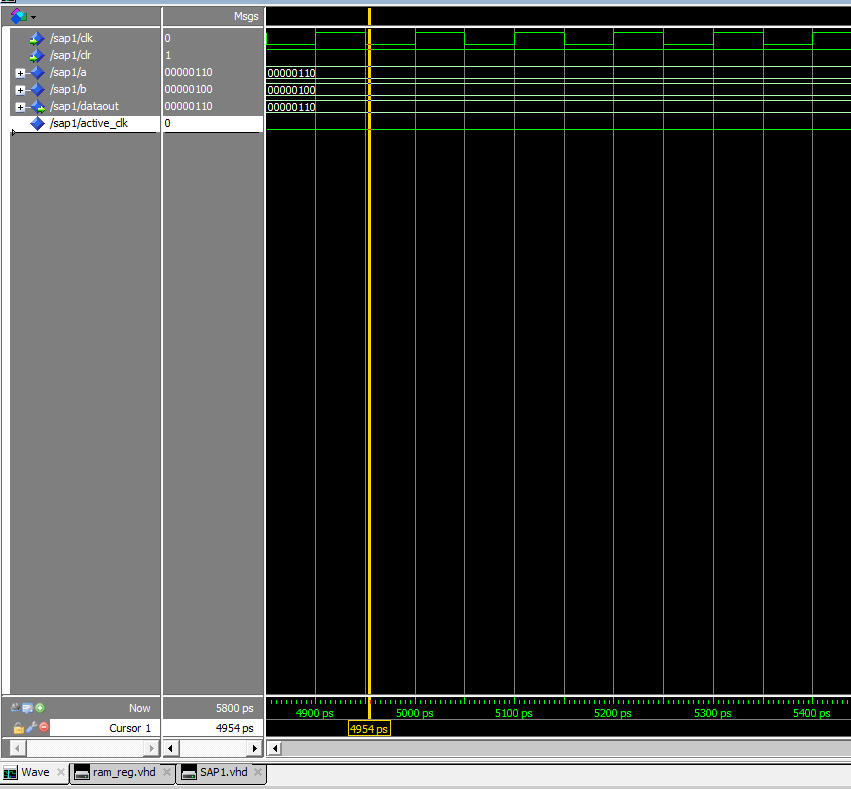 Msgs
/sap1/clk 0
/sap1/clr 1
/sap1/a 00000110 00000110
/sap1/b 00000100 00000100
/sap1/dataout 00000110 00000110
/sap1/active_clk 0
Now 5800 ps 4900 ps 5000 ps 5100 ps 5200 ps 5300 ps 5400 ps
Cursor 1 4954 ps 4954 ps
Wave ram_reg.vhd SAP1.vhd